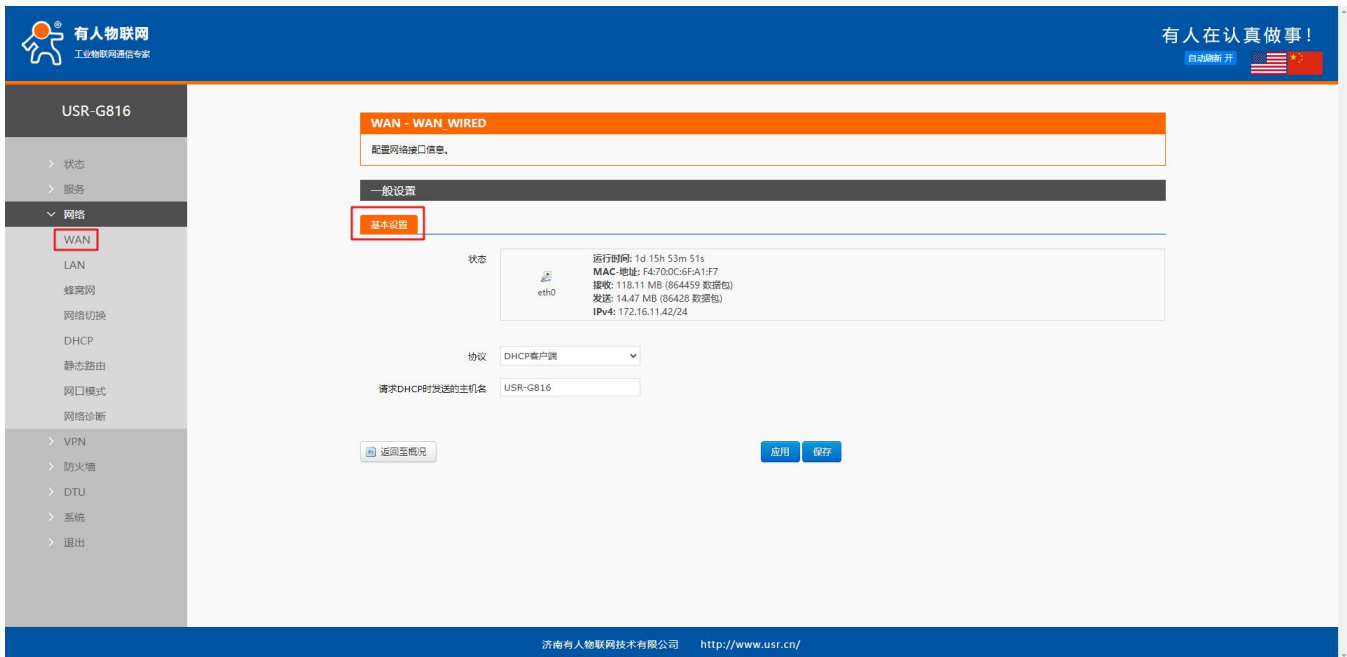 有人物联网
工业物联网通信专家
有人在认真做事!
自动刷新 开
USR-G816
状态
服务
网络
WAN
LAN
蜂窝网
网络切换
DHCP
静态路由
网口模式
网络诊断
VPN
防火墙
DTU
系统
退出
WAN - WAN_WIRED
配置网络接口信息。
一般设置
基本设置
状态
eth0
运行时间: 1d 15h 53m 51s
MAC-地址: F4:70:0C:6F:A1:F7
接收: 118.11 MB (864459 数据包)
发送: 14.47 MB (86428 数据包)
IPv4: 172.16.11.42/24
协议 DHCP客户端
请求DHCP时发送的主机名 USR-G816
返回至概况 应用 保存
济南有人物联网技术有限公司 http://www.usr.cn/